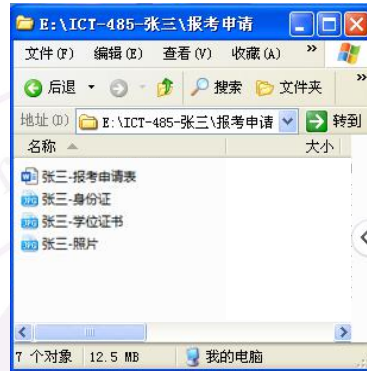 E:\ICT-485-张三\报考申请
文件(F) 编辑(E) 查看(V) 收藏(A) »
后退 搜索 文件夹 »
地址(D) E:\ICT-485-张三\报考申请 转到
名称 大小
张三-报考申请表
张三-身份证
张三-学位证书
张三-照片
7 个对象 12.5 MB 我的电脑